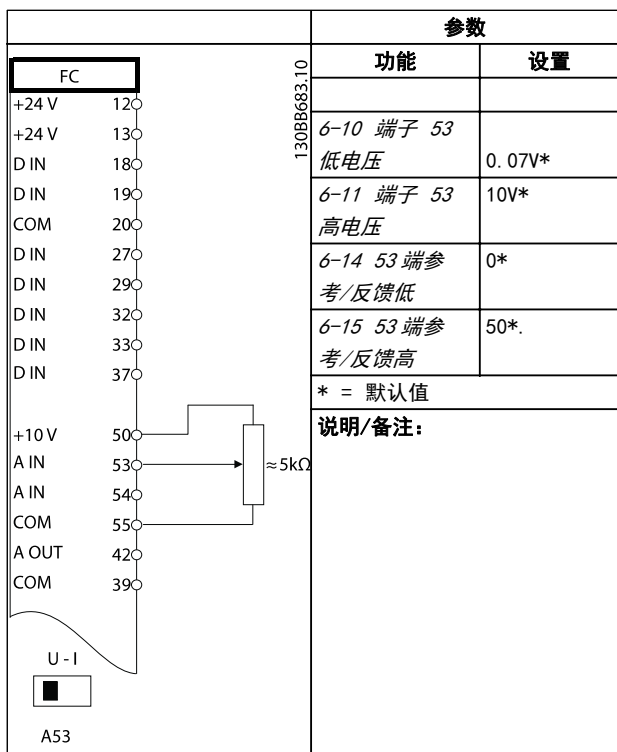 参数
功能
设置
FC
130BB683.10
+24 V 12
+24 V 13
D IN 18
D IN 19
COM 20
D IN 27
D IN 29
D IN 32
D IN 33
D IN 37
+10 V 50
A IN 53
A IN 54
COM 55
A OUT 42
COM 39
≈5kΩ
U - I
A53
6-10 端子 53
低电压
0.07V*
6-11 端子 53
高电压
10V*
6-14 53 端参
考/反馈低
0*
6-15 53 端参
考/反馈高
50*.
* = 默认值
说明/备注：